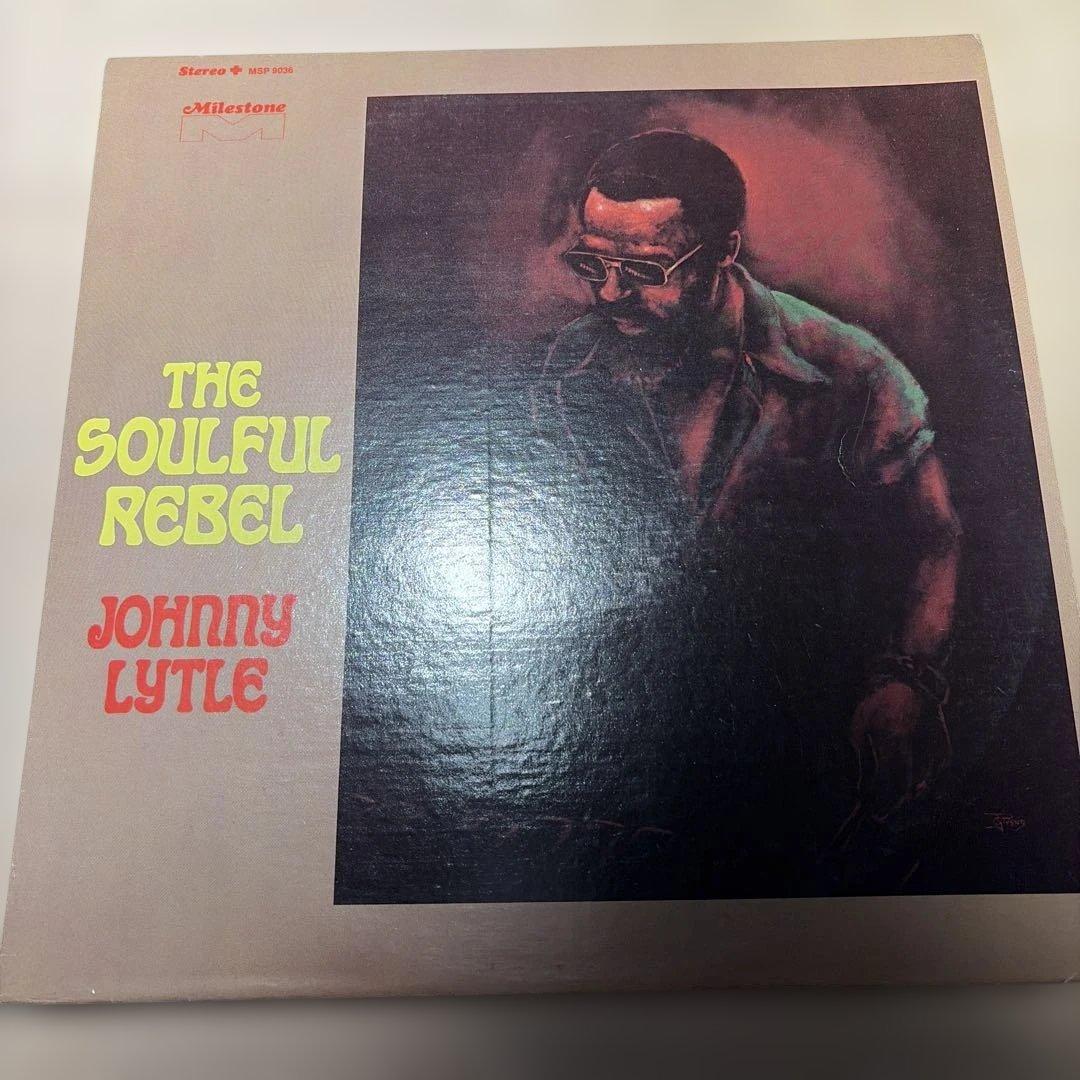 Stereo + MSP 9036
Milestone
THE
SOULFUL
REBEL
JOHNNY
LYTLE